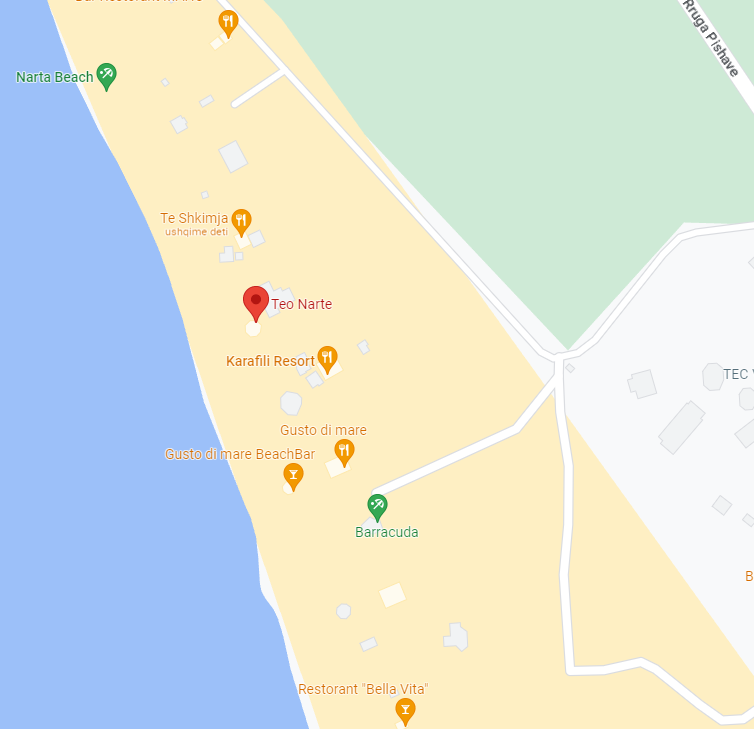 Rruga Pishave
Narta Beach
Te Shkimja
ushqime deti
Teo Narte
Karafili Resort
TEC
Gusto di mare
Gusto di mare BeachBar
Barracuda
Restorant "Bella Vita"